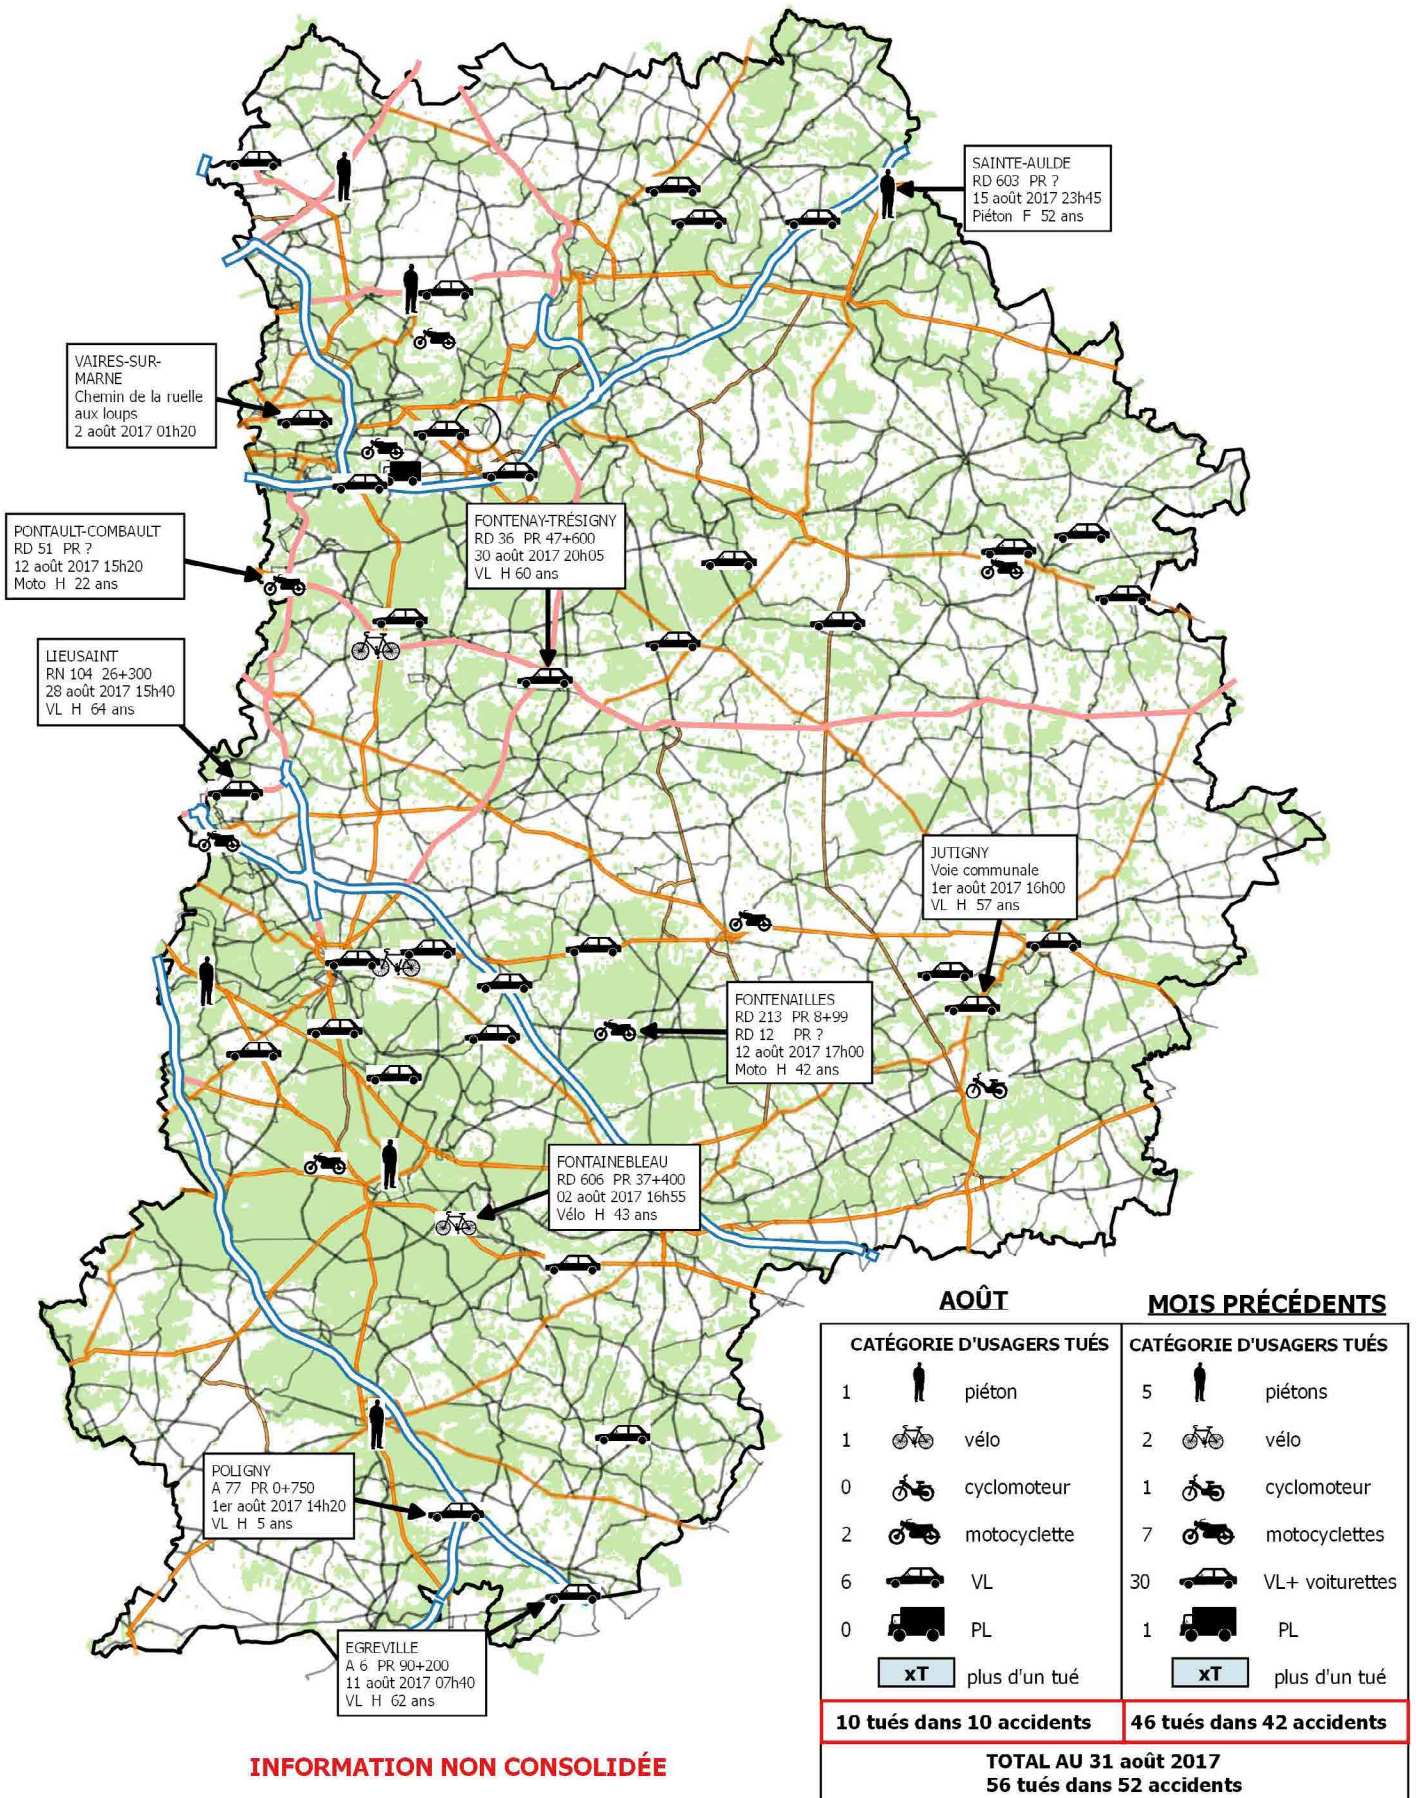 SAINTE-AULDE
RD 603 PR ?
15 août 2017 23h45
Piéton F 52 ans
VAIRES-SUR-
MARNE
Chemin de la ruelle
aux loups
2 août 2017 01h20
PONTAULT-COMBAULT
RD 51 PR ?
12 août 2017 15h20
Moto H 22 ans
FONTENAY-TRÉSIGNY
RD 36 PR 47+600
30 août 2017 20h05
VL H 60 ans
LIEUSAINT
RN 104 26+300
28 août 2017 15h40
VL H 64 ans
JUTIGNY
Voie communale
1er août 2017 16h00
VL H 57 ans
FONTENAILLES
RD 213 PR 8+99
RD 12 PR ?
12 août 2017 17h00
Moto H 42 ans
FONTAINEBLEAU
RD 606 PR 37+400
02 août 2017 16h55
Vélo H 43 ans
POLIGNY
A 77 PR 0+750
1er août 2017 14h20
VL H 5 ans
EGREVILLE
A 6 PR 90+200
11 août 2017 07h40
VL H 62 ans
INFORMATION NON CONSOLIDÉE
AOÛT
CATÉGORIE D'USAGERS TUÉS
1 piéton
1 vélo
0 cyclomoteur
2 motocyclette
6 VL
0 PL
xT plus d'un tué
10 tués dans 10 accidents
MOIS PRÉCÉDENTS
CATÉGORIE D'USAGERS TUÉS
5 piétons
2 vélo
1 cyclomoteur
7 motocyclettes
30 VL+ voiturettes
1 PL
xT plus d'un tué
46 tués dans 42 accidents
TOTAL AU 31 août 2017
56 tués dans 52 accidents